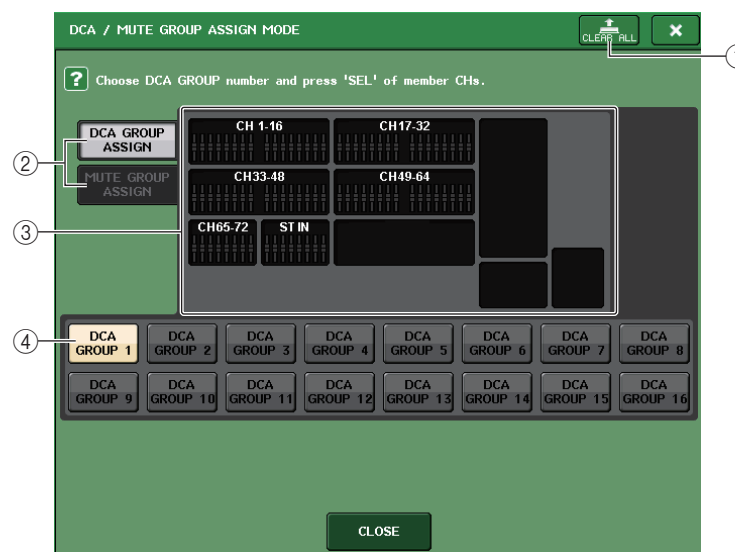 DCA / MUTE GROUP ASSIGN MODE
CLEAR ALL
? Choose DCA GROUP number and press 'SEL' of member CHs.
DCA GROUP
ASSIGN
MUTE GROUP
ASSIGN
CH 1-16
CH17-32
CH33-48
CH49-64
CH65-72
ST IN
②
③
④
DCA
GROUP 1
DCA
GROUP 2
DCA
GROUP 3
DCA
GROUP 4
DCA
GROUP 5
DCA
GROUP 6
DCA
GROUP 7
DCA
GROUP 8
DCA
GROUP 9
DCA
GROUP 10
DCA
GROUP 11
DCA
GROUP 12
DCA
GROUP 13
DCA
GROUP 14
DCA
GROUP 15
DCA
GROUP 16
CLOSE